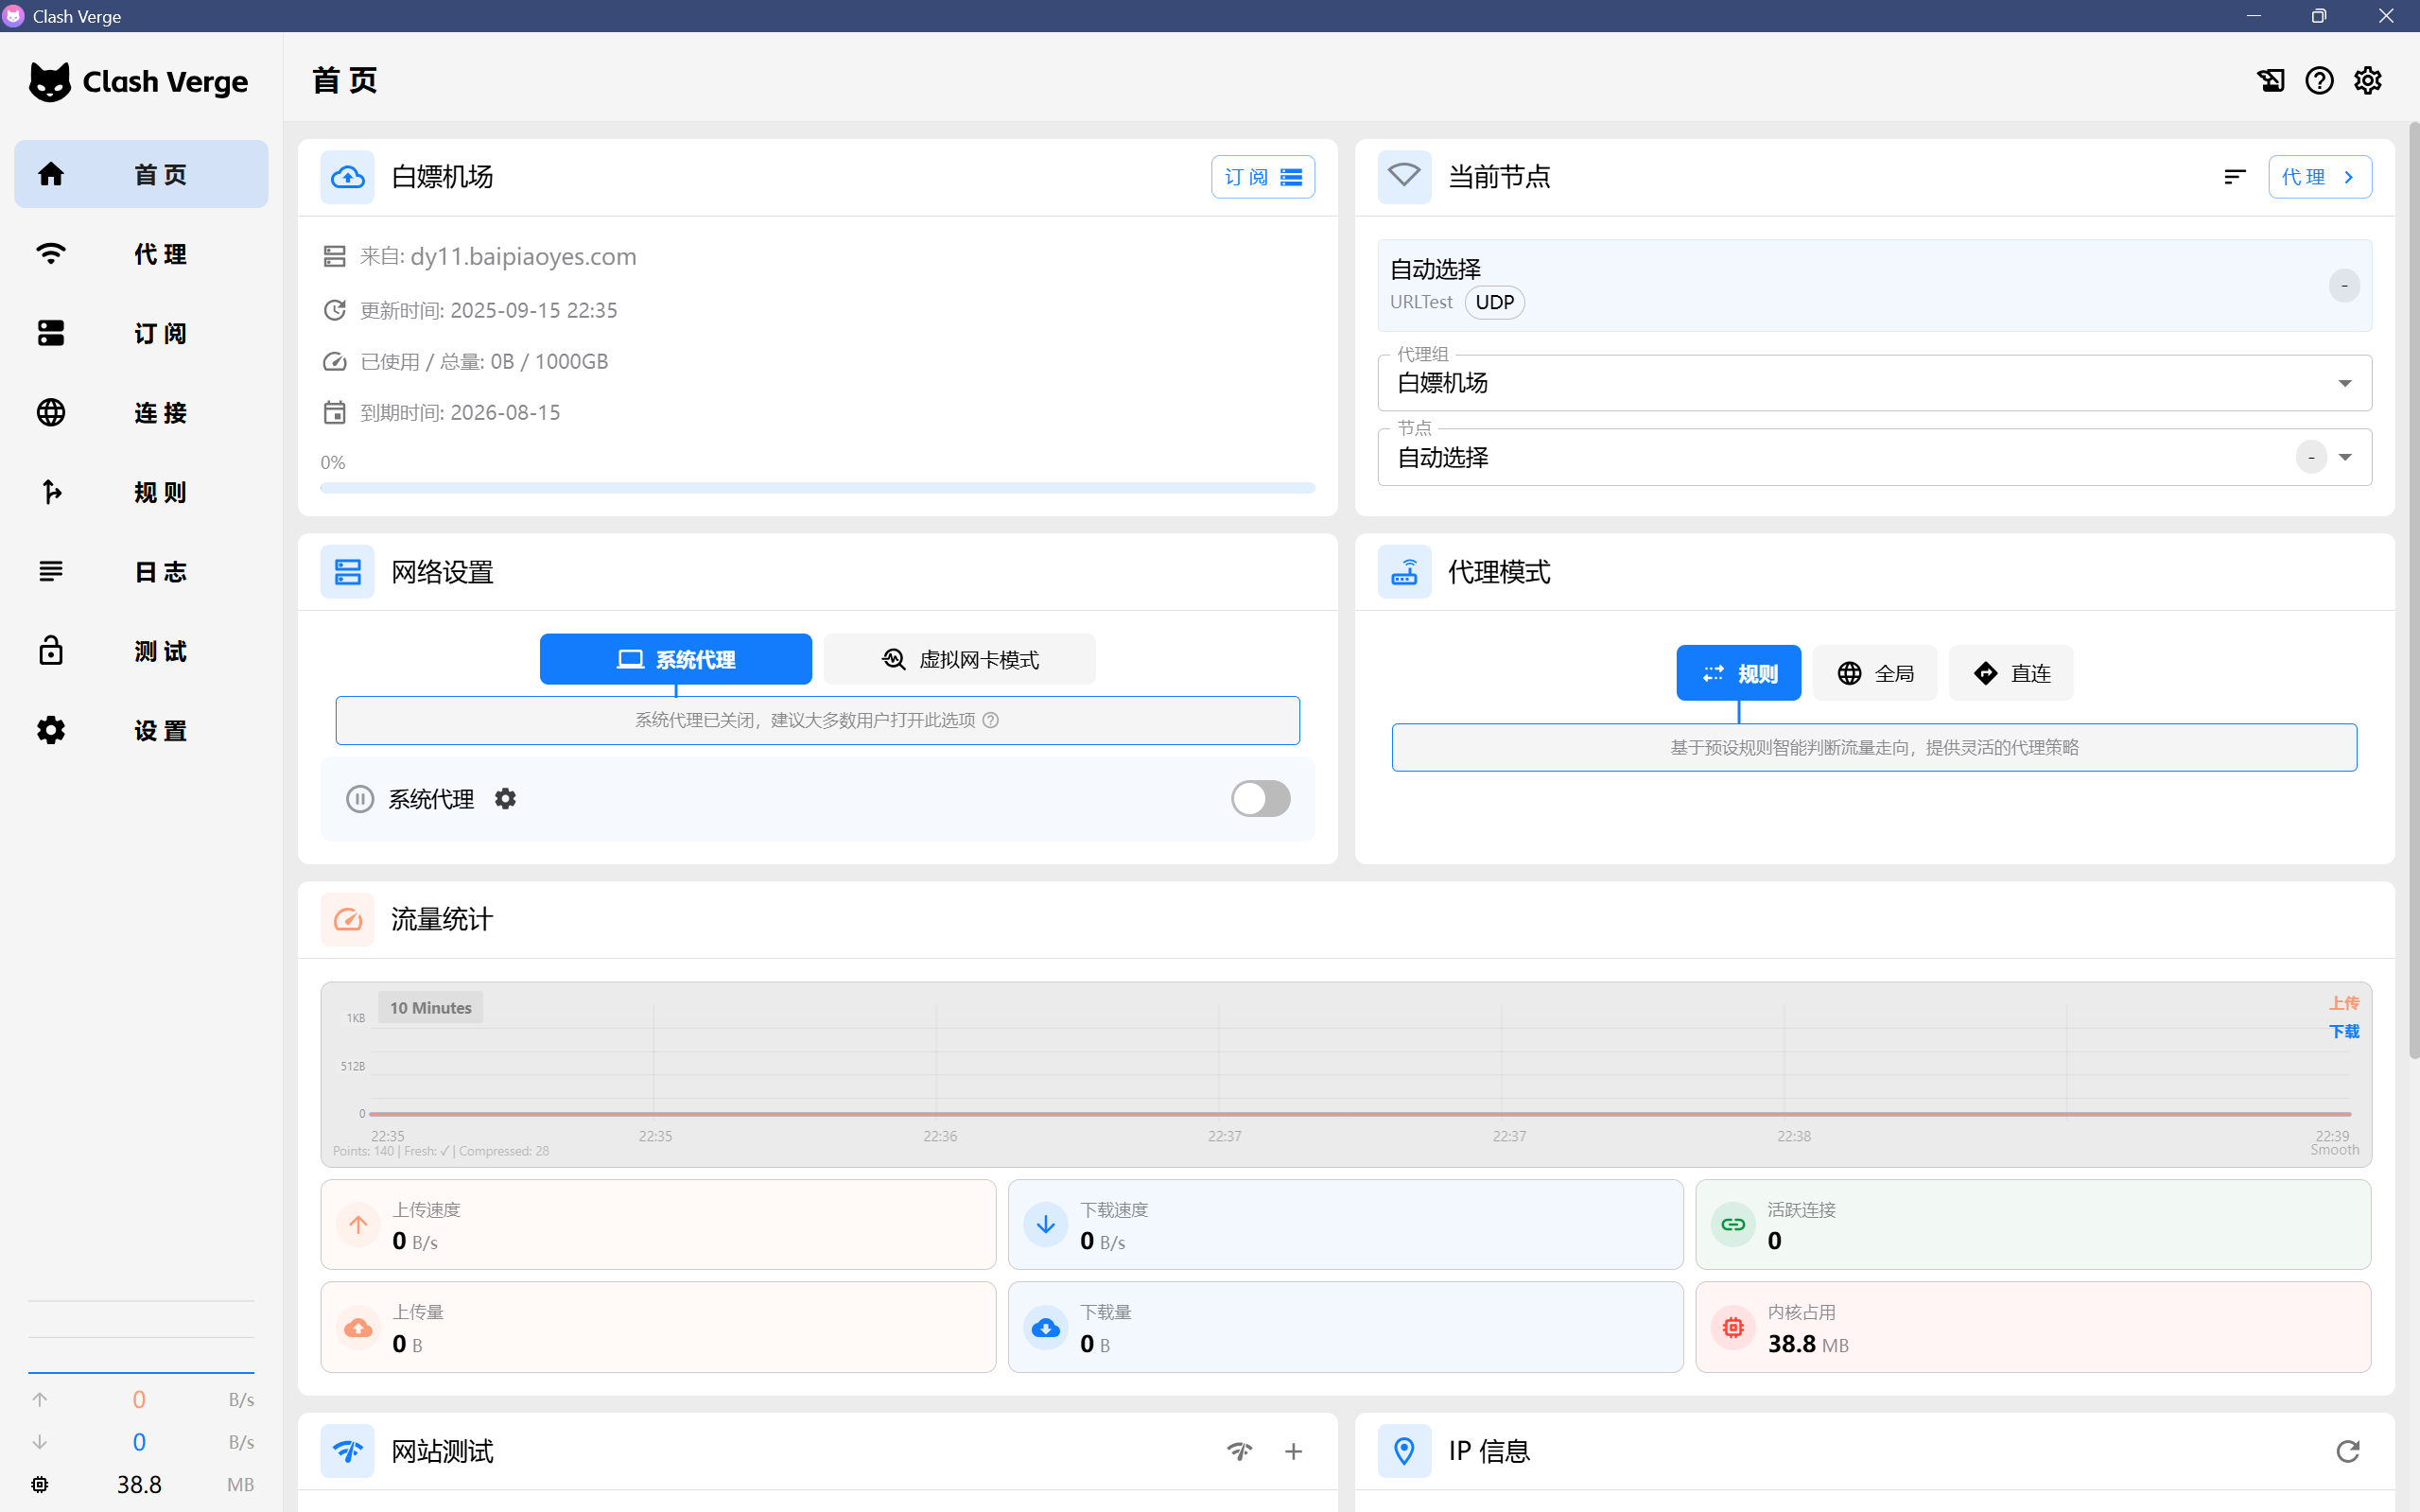 Clash Verge
Clash Verge
首 页
首 页
代 理
订 阅
连 接
规 则
日 志
测 试
设 置
0 B/s
0 B/s
38.8 MB
白嫖机场
订 阅
来自: dy11.baipiaoyes.com
更新时间: 2025-09-15 22:35
已使用 / 总量: 0B / 1000GB
到期时间: 2026-08-15
0%
当前节点
代 理
自动选择
-
URLTest UDP
代理组
白嫖机场
节点
自动选择
-
网络设置
系统代理 虚拟网卡模式
系统代理已关闭，建议大多数用户打开此选项
系统代理
代理模式
规则 全局 直连
基于预设规则智能判断流量走向，提供灵活的代理策略
流量统计
10 Minutes
上传
下载
1KB
512B
0
22:35 22:35 22:36 22:37 22:37 22:38 22:39
Points: 140 | Fresh: ✓ | Compressed: 28
Smooth
上传速度
0 B/s
下载速度
0 B/s
活跃连接
0
上传量
0 B
下载量
0 B
内核占用
38.8 MB
网站测试
IP 信息